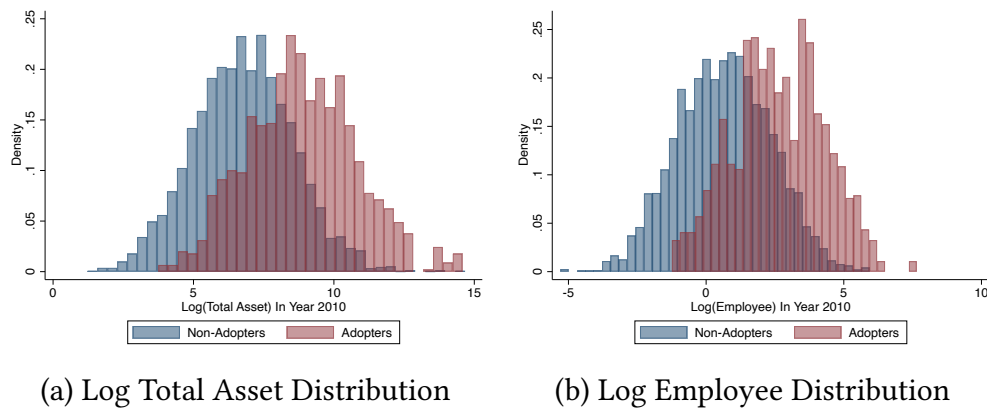 Density
0
.05
.1
.15
.2
.25
0
5
10
15
Log(Total Asset) In Year 2010
Non-Adopters
Adopters
(a) Log Total Asset Distribution
Density
0
.05
.1
.15
.2
.25
-5
0
5
10
Log(Employee) In Year 2010
Non-Adopters
Adopters
(b) Log Employee Distribution